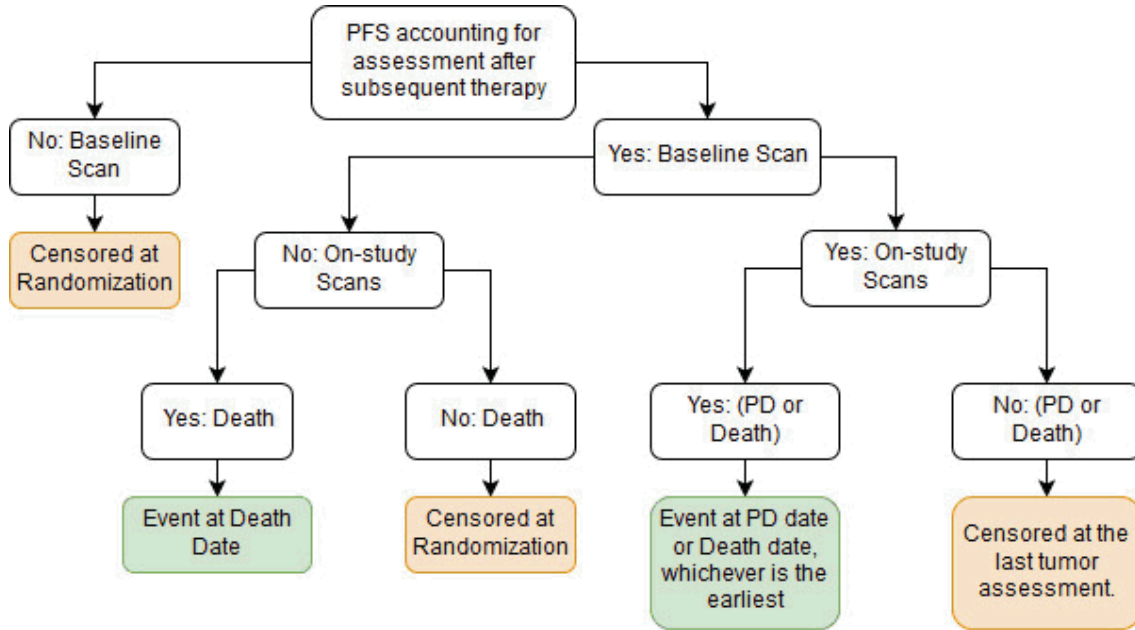 PFS accounting for
assessment after
subsequent therapy
No: Baseline
Scan
Yes: Baseline Scan
Censored at
Randomization
No: On-study
Scans
Yes: On-study
Scans
Yes: Death
No: Death
Yes: (PD or
Death)
No: (PD or
Death)
Event at Death
Date
Censored at
Randomization
Event at PD date
or Death date,
whichever is the
earliest
Censored at the
last tumor
assessment.